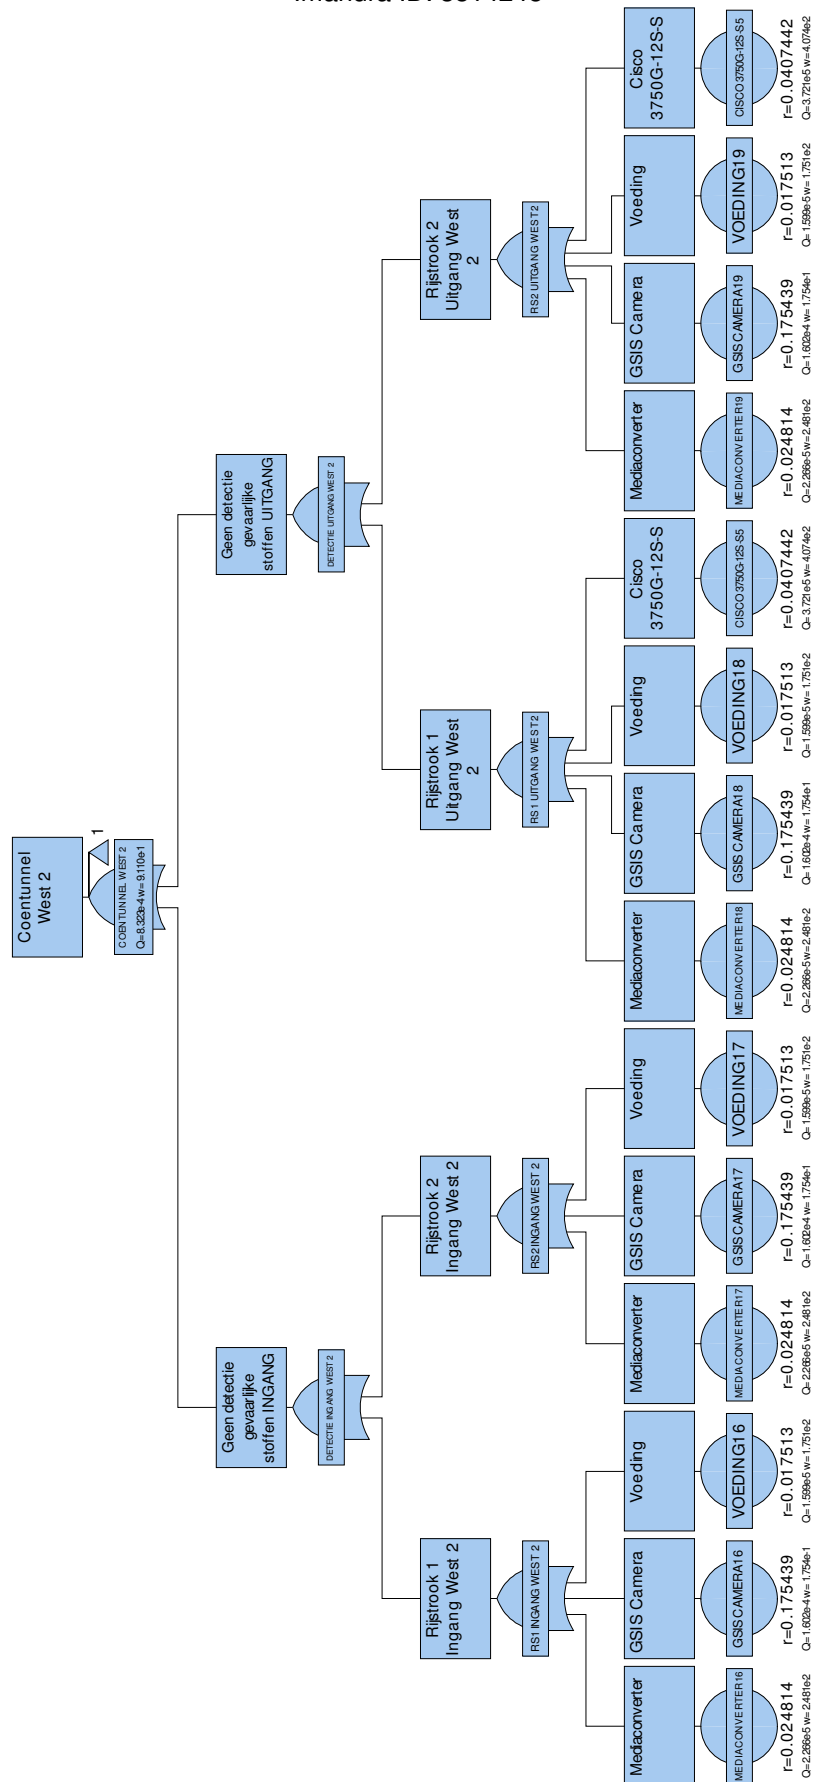 Coentunnel
West 2
1
COENTUNNEL WEST 2
Q=8.323e-4 w=9.110e-1
Geen detectie
gevaarlijke
stoffen INGANG
DETECTIE INGANG WEST 2
Geen detectie
gevaarlijke
stoffen UITGANG
DETECTIE UITGANG WEST 2
Rijstrook 1
Ingang West 2
RS1 INGANG WEST 2
Rijstrook 2
Ingang West 2
RS2 INGANG WEST 2
Rijstrook 1
Uitgang West
2
RS1 UITGANG WEST2
Rijstrook 2
Uitgang West
2
RS2 UITGANG WEST2
Mediaconverter
MEDIACONVERTER16
r=0.024814
Q=2.266e-5 w=2.481e-2
GSIS Camera
GSIS CAMERA16
r=0.175439
Q=1.602e-4 w=1.754e-1
Voeding
VOEDING16
r=0.017513
Q=1.599e-5 w=1.751e-2
Mediaconverter
MEDIACONVERTER17
r=0.024814
Q=2.266e-5 w=2.481e-2
GSIS Camera
GSIS CAMERA17
r=0.175439
Q=1.602e-4 w=1.754e-1
Voeding
VOEDING17
r=0.017513
Q=1.599e-5 w=1.751e-2
Mediaconverter
MEDIACONVERTER18
r=0.024814
Q=2.266e-5 w=2.481e-2
GSIS Camera
GSIS CAMERA18
r=0.175439
Q=1.602e-4 w=1.754e-1
Voeding
VOEDING18
r=0.017513
Q=1.599e-5 w=1.751e-2
Cisco
3750G-12S-S
CISCO 3750G-12S-S5
r=0.0407442
Q=3.721e-5 w=4.074e-2
Mediaconverter
MEDIACONVERTER19
r=0.024814
Q=2.266e-5 w=2.481e-2
GSIS Camera
GSIS CAMERA19
r=0.175439
Q=1.602e-4 w=1.754e-1
Voeding
VOEDING19
r=0.017513
Q=1.599e-5 w=1.751e-2
Cisco
3750G-12S-S
CISCO 3750G-12S-S5
r=0.0407442
Q=3.721e-5 w=4.074e-2